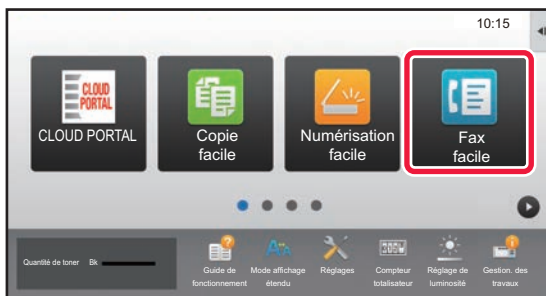 10:15
CLOUD
PORTAL
CLOUD PORTAL
Copie
facile
Numérisation
facile
Fax
facile
Quantité de toner Bk
Guide de
fonctionnement
Mode affichage
étendu
Réglages
Compteur
totalisateur
Réglage de
luminosité
Gestion. des
travaux